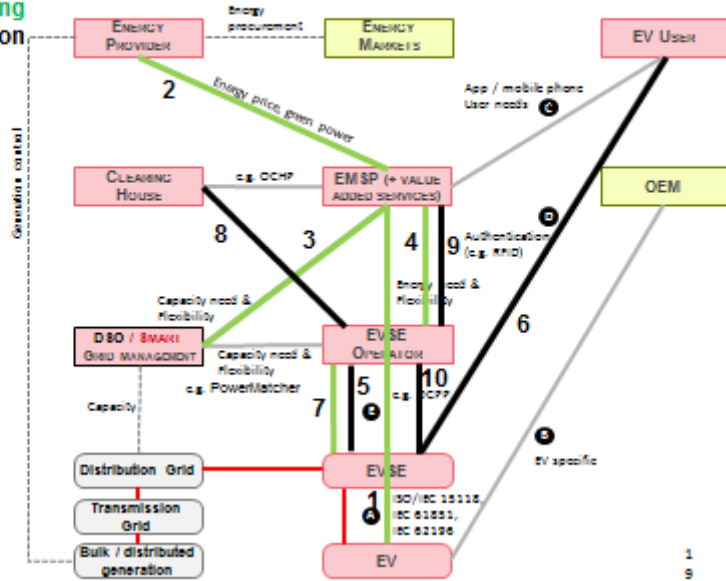 ng
on
Energy
procurement
ENERGY
PROVIDER
ENERGY
MARKETS
EV USER
2
Energy price, green power
App / mobile phone
User needs C
Generation control
CLEARING
HOUSE
e.g. OCHP
EMSP (+ VALUE
ADDED SERVICES)
OEM
8
3
4
9
Authentication
(e.g. RFID)
D
Capacity need &
Flexibility
Energy need &
Flexibility
6
DSO / SMART
GRID MANAGEMENT
Capacity need &
Flexibility
e.g. PowerMatcher
EVSE
OPERATOR
7
5
E
10
e.g. OCPP
Capacity
B
EV specific
Distribution Grid
EVSE
1
A
ISO/IEC 15118,
IEC 61851,
IEC 62196
Transmission
Grid
Bulk / distributed
generation
EV
1
9